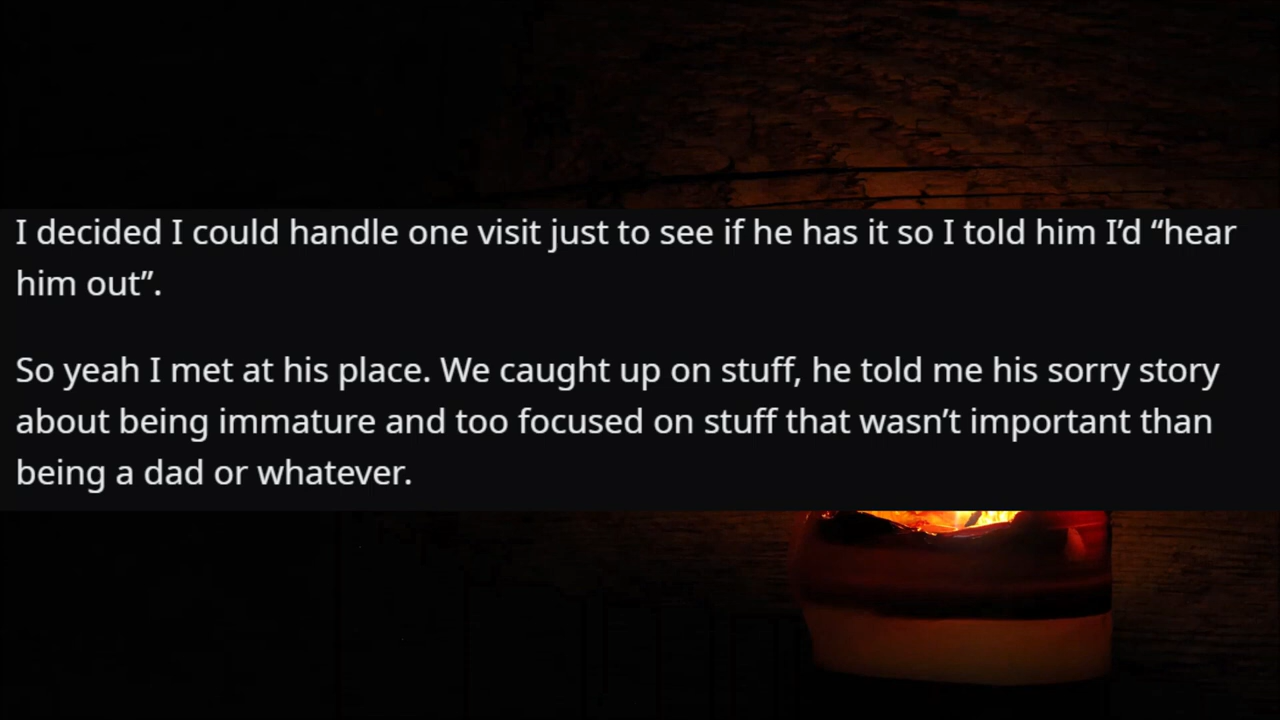 I decided I could handle one visit just to see if he has it so I told him I’d “hear
him out”.
So yeah I met at his place. We caught up on stuff, he told me his sorry story
about being immature and too focused on stuff that wasn’t important than
being a dad or whatever.